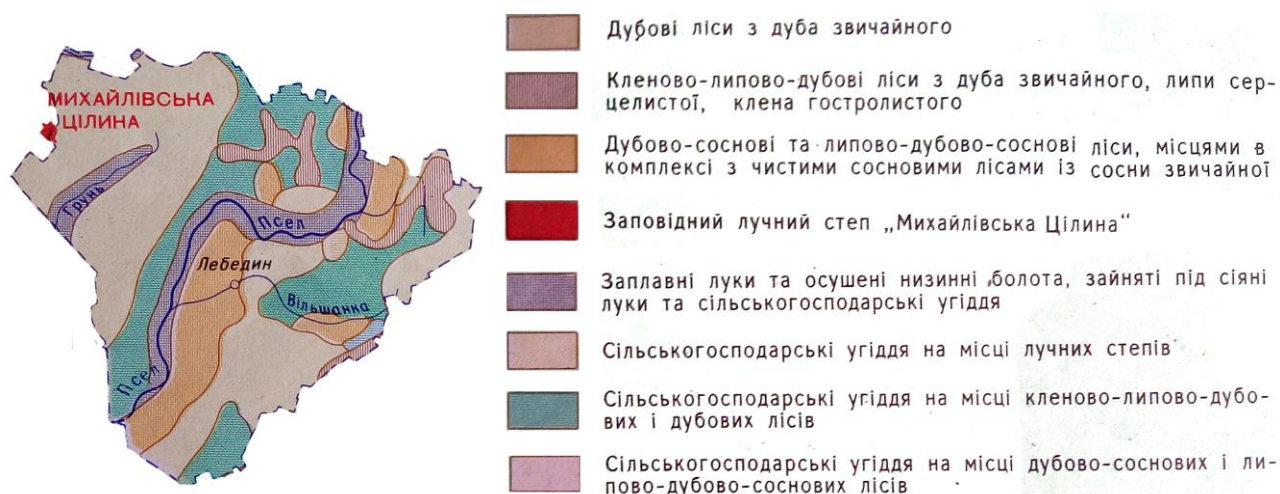 МИХАЙЛІВСЬКА
ЦІЛИНА
Грунь
Псел
Лебедин
Вільшанка
Псел
Дубові ліси з дуба звичайного
Кленово-липово-дубові ліси з дуба звичайного, липи сер-
целистої, клена гостролистого
Дубово-соснові та липово-дубово-соснові ліси, місцями в
комплексі з чистими сосновими лісами із сосни звичайної
Заповідний лучний степ „Михайлівська Цілина“
Заплавні луки та осушені низинні болота, зайняті під сіяні
луки та сільськогосподарські угіддя
Сільськогосподарські угіддя на місці лучних степів
Сільськогосподарські угіддя на місці кленово-липово-дубо-
вих і дубових лісів
Сільськогосподарські угіддя на місці дубово-соснових і ли-
пово-дубово-соснових лісів